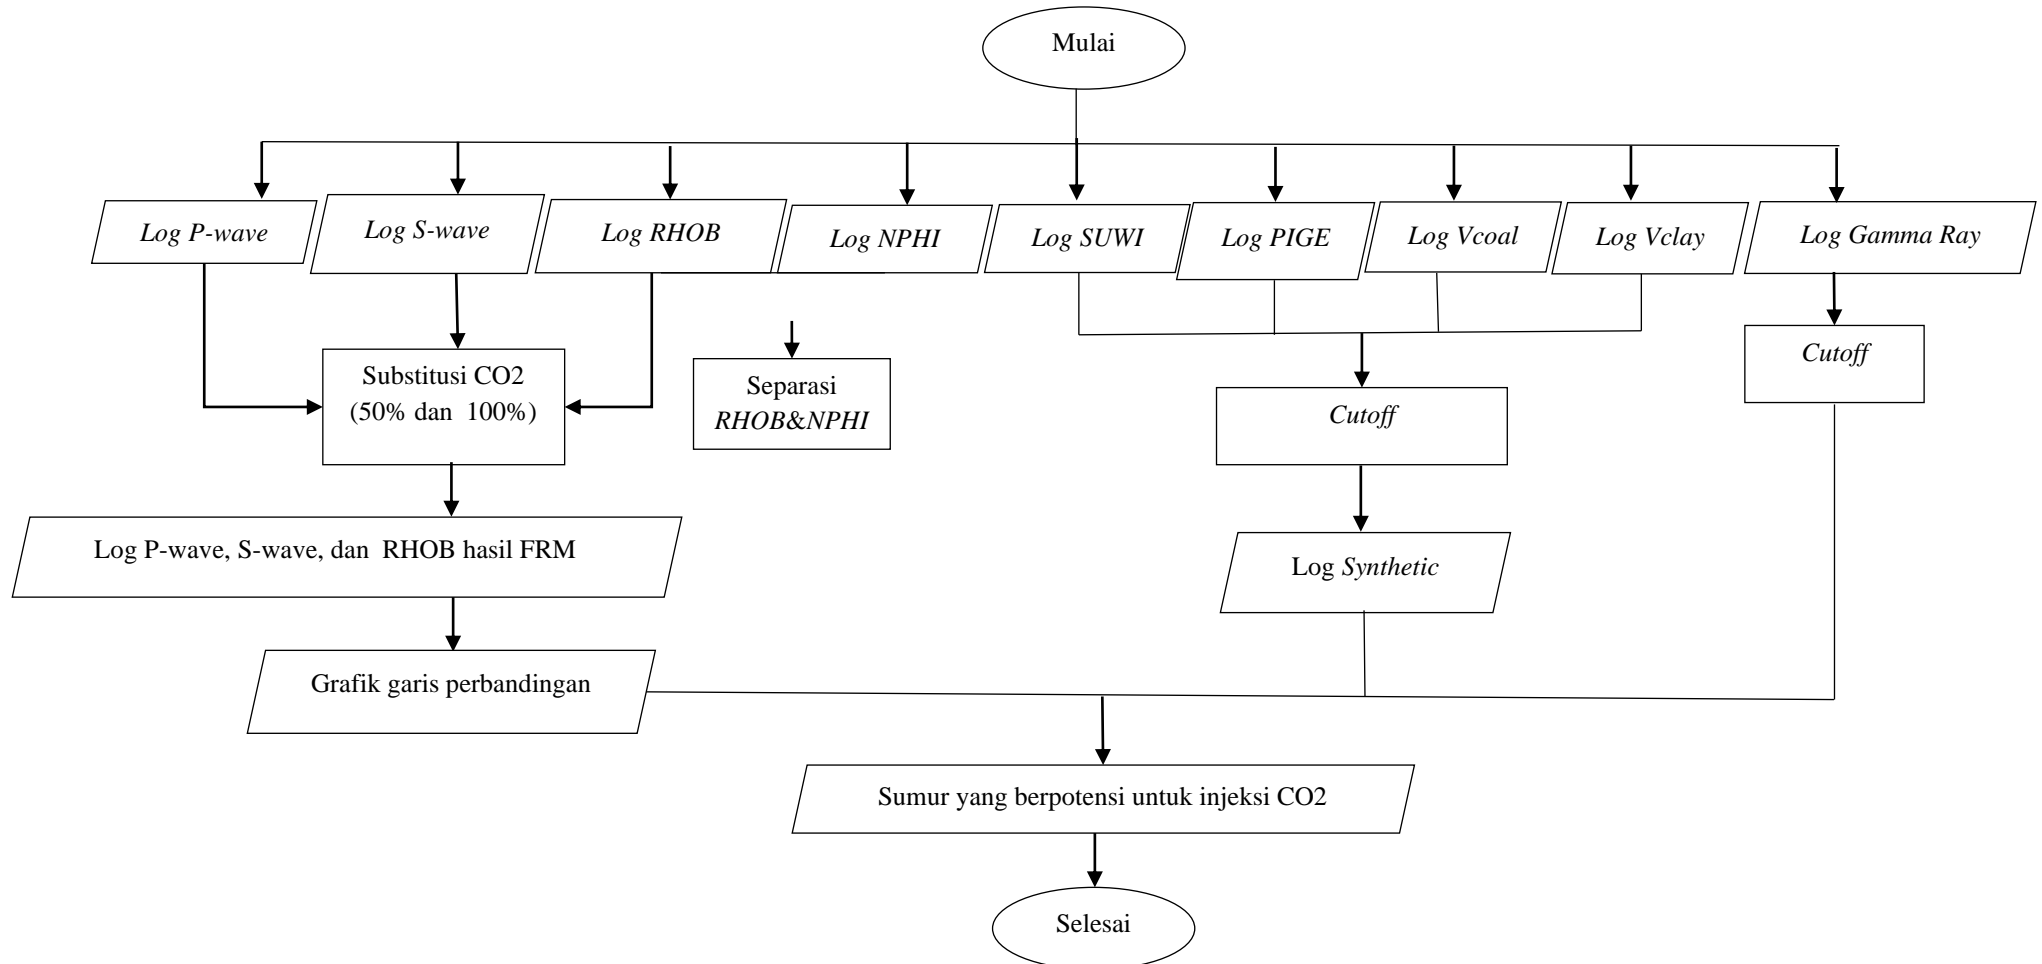 Mulai
Log P-wave
Log S-wave
Log RHOB
Log NPHI
Log SUWI
Log PIGE
Log Vcoal
Log Vclay
Log Gamma Ray
Substitusi CO2
(50% dan 100%)
Separasi
RHOB&NPHI
Cutoff
Cutoff
Log P-wave, S-wave, dan RHOB hasil FRM
Log Synthetic
Grafik garis perbandingan
Sumur yang berpotensi untuk injeksi CO2
Selesai